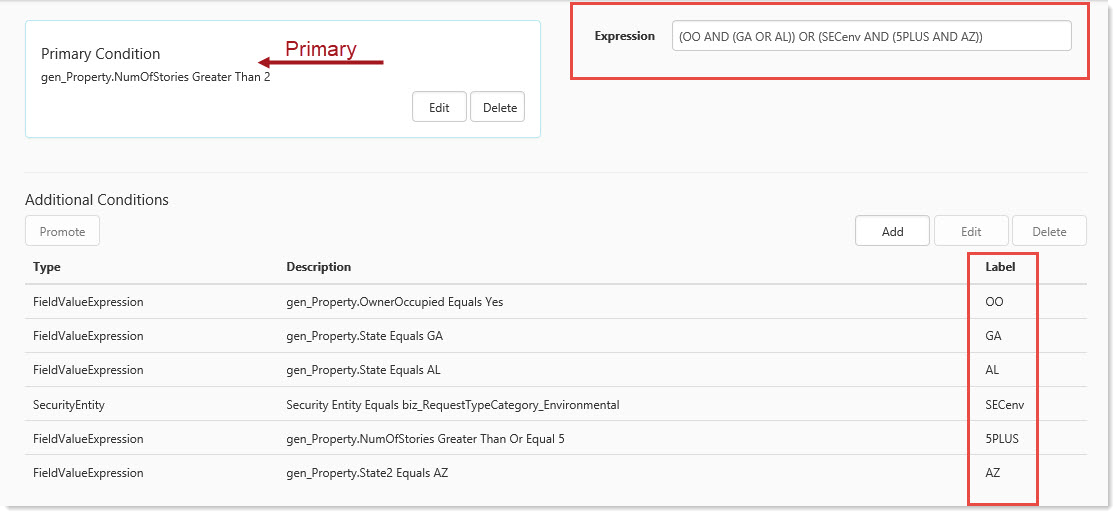 Primary Condition
Primary
gen_Property.NumOfStories Greater Than 2
Edit Delete
Expression (OO AND (GA OR AL)) OR (SECenv AND (5PLUS AND AZ))
Additional Conditions
Promote Add Edit Delete
Type Description Label
FieldValueExpression gen_Property.OwnerOccupied Equals Yes OO
FieldValueExpression gen_Property.State Equals GA GA
FieldValueExpression gen_Property.State Equals AL AL
SecurityEntity Security Entity Equals biz_RequestTypeCategory_Environmental SECenv
FieldValueExpression gen_Property.NumOfStories Greater Than Or Equal 5 5PLUS
FieldValueExpression gen_Property.State2 Equals AZ AZ